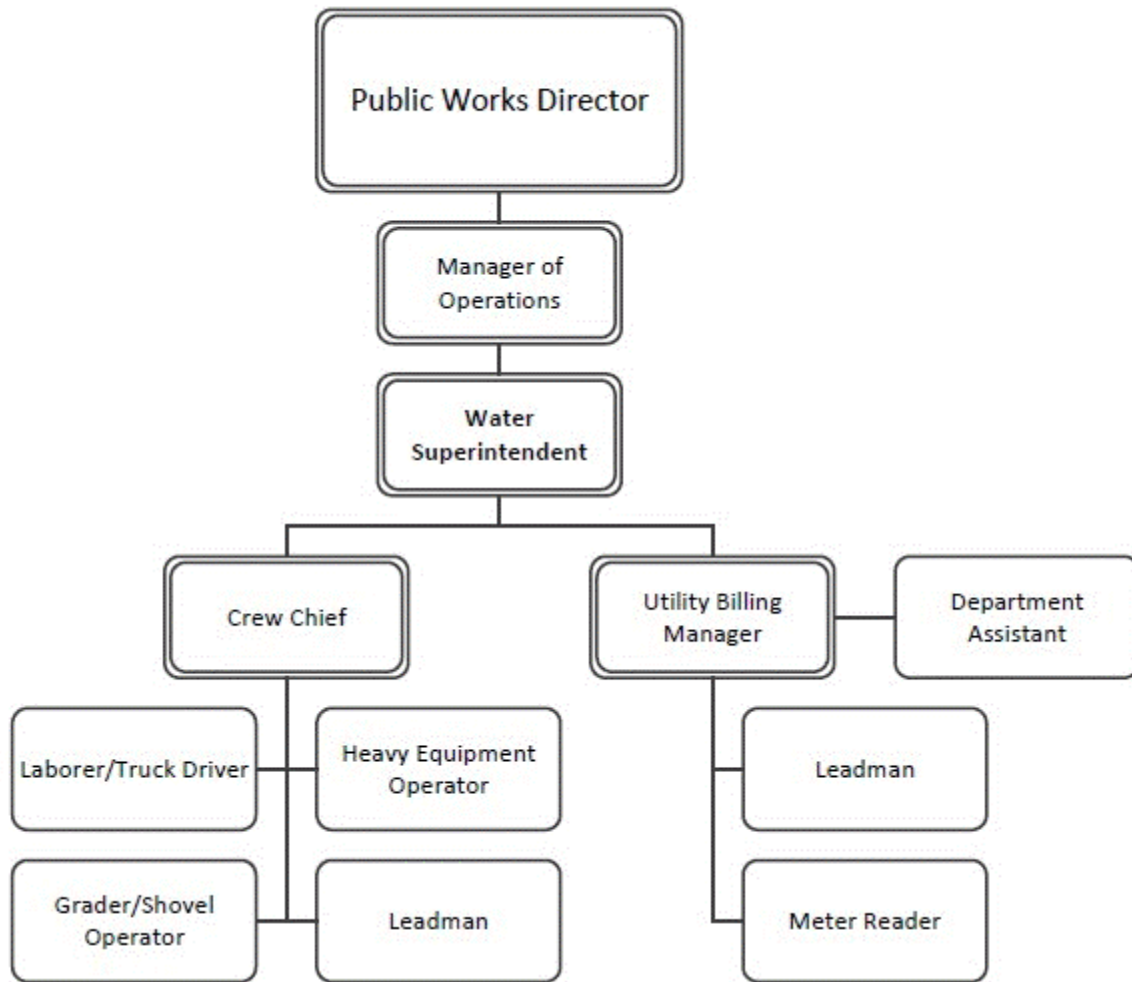 Public Works Director
Manager of
Operations
Water
Superintendent
Crew Chief
Utility Billing
Manager
Department
Assistant
Laborer/Truck Driver
Heavy Equipment
Operator
Leadman
Grader/Shovel
Operator
Leadman
Meter Reader